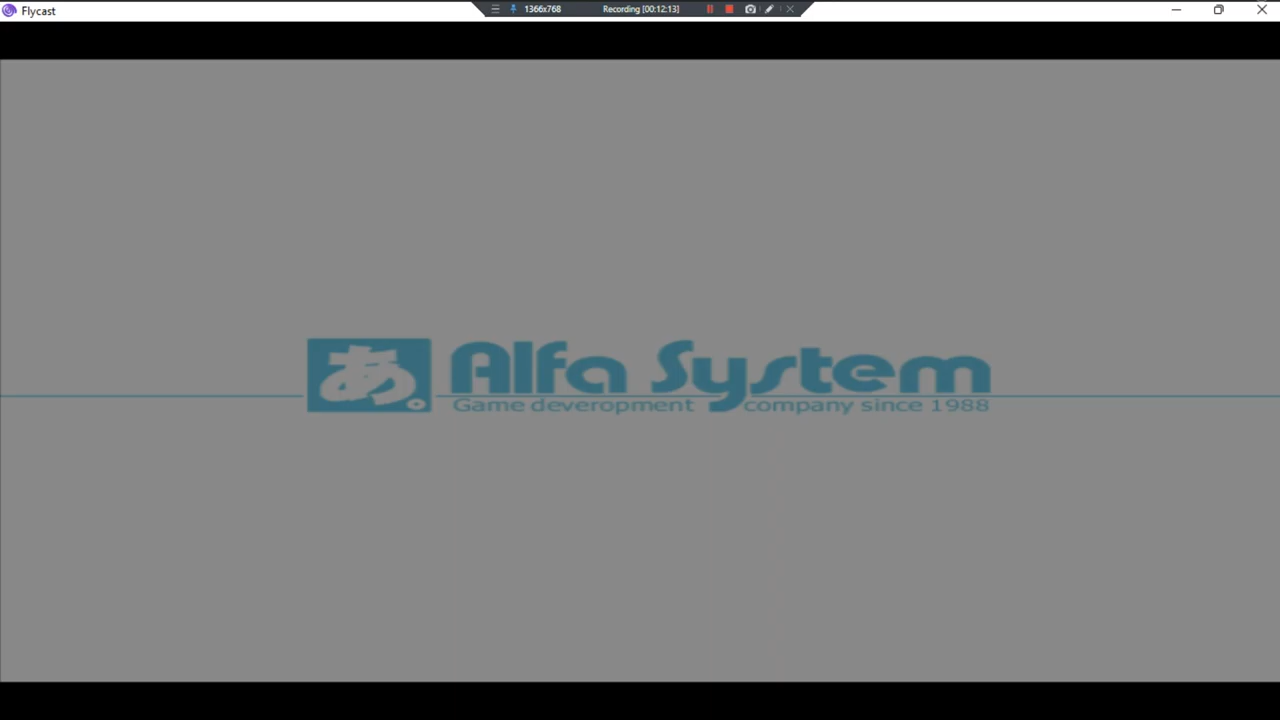 Flycast
1366x768
Recording [00:12:13]
あ
Alfa System
Game deveropment company since 1988